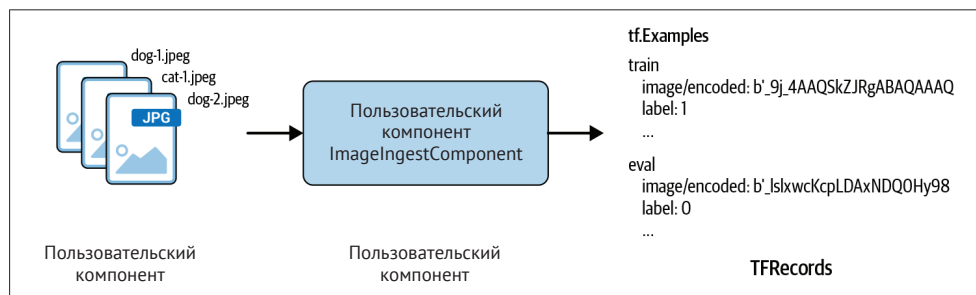 dog-1.jpeg
cat-1.jpeg
dog-2.jpeg
JPG
Пользовательский
компонент
Пользовательский
компонент
ImageIngestComponent
Пользовательский
компонент
tf.Examples
train
image/encoded: b'_9j_4AAQSkZJRgABAQAAAQ
label: 1
...
eval
image/encoded: b'_lslxwcKcpLDAxNDQ0Hy98
label: 0
...
TFRecords